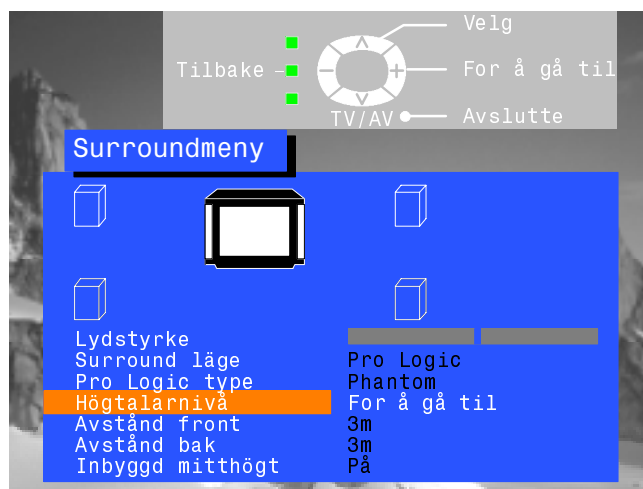 Velg
Tilbake
For å gå til
TV/AV
Avslutte
Surroundmeny
Lydstyrke
Surround läge Pro Logic
Pro Logic type Phantom
Högtalarnivå For å gå til
Avstånd front 3m
Avstånd bak 3m
Inbyggd mitthögt På